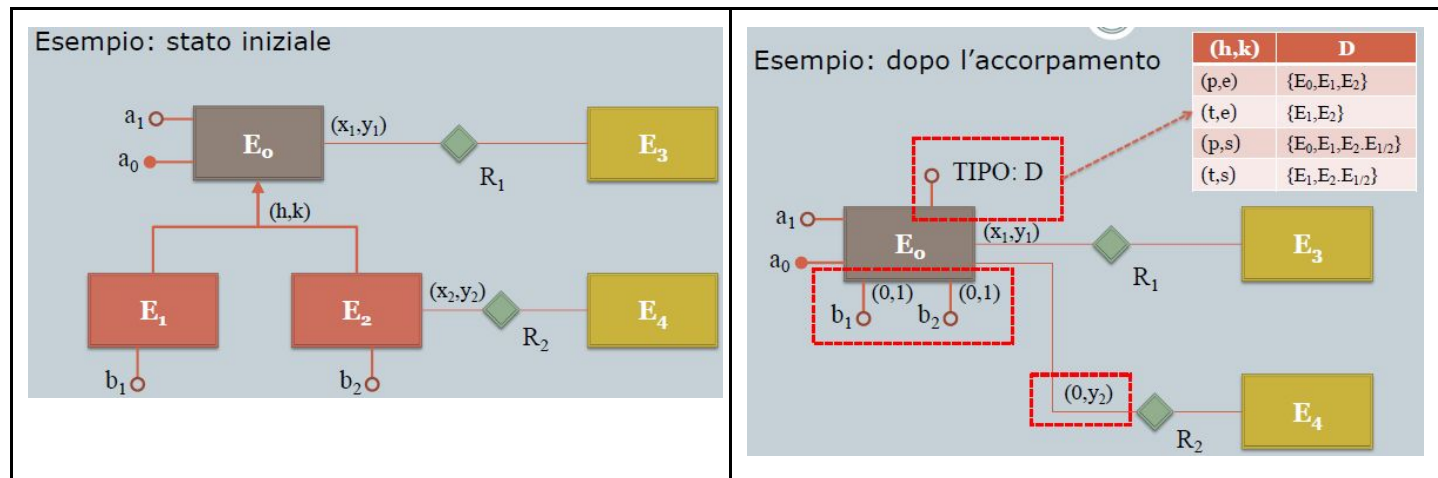 Esempio: stato iniziale
a₁
a₀
E₀
(x₁,y₁)
R₁
E₃
(h,k)
E₁
E₂
(x₂,y₂)
R₂
E₄
b₁
b₂
Esempio: dopo l'accorpamento
(h,k) D
(p,e) {E₀,E₁,E₂}
(t,e) {E₁,E₂}
(p,s) {E₀,E₁,E₂.E₁/₂}
(t,s) {E₁,E₂.E₁/₂}
TIPO: D
a₁
a₀
E₀
(x₁,y₁)
R₁
E₃
(0,1) (0,1)
b₁ b₂
(0,y₂)
R₂
E₄